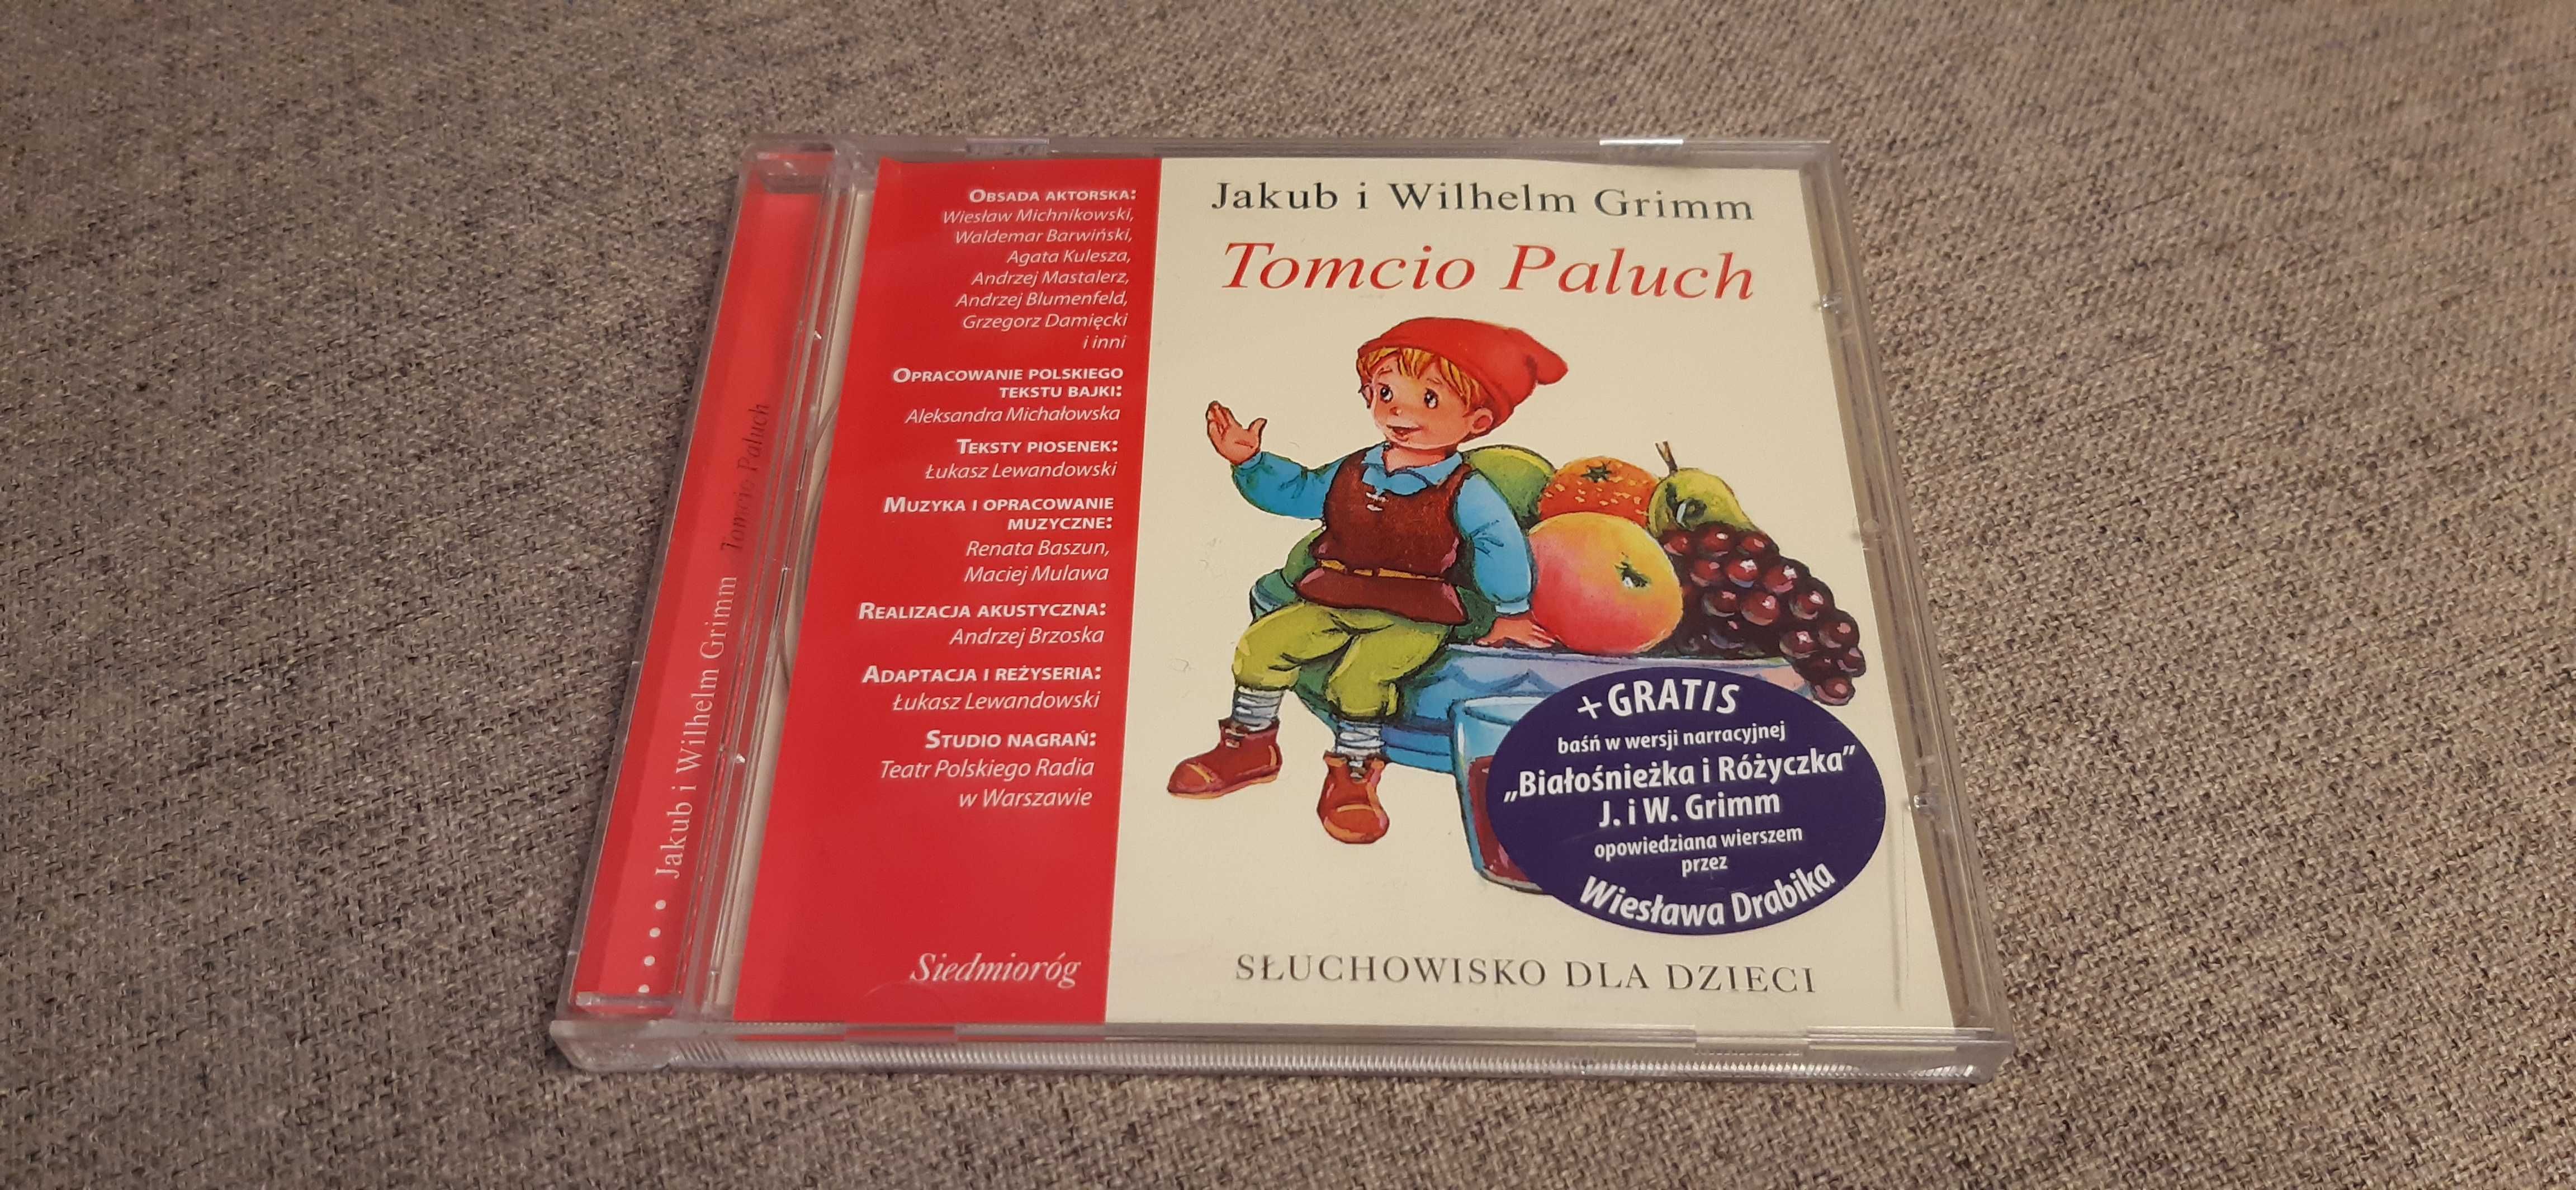 Jakub i Wilhelm Grimm Tomcio Paluch
OBSADA AKTORSKA:
Wiesław Michnikowski,
Waldemar Barwiński,
Agata Kulesza,
Andrzej Mastalerz,
Andrzej Blumenfeld,
Grzegorz Damięcki
i inni
OPRACOWANIE POLSKIEGO
TEKSTU BAJKI:
Aleksandra Michałowska
TEKSTY PIOSENEK:
Łukasz Lewandowski
MUZYKA I OPRACOWANIE
MUZYCZNE:
Renata Baszun,
Maciej Mulawa
REALIZACJA AKUSTYCZNA:
Andrzej Brzoska
ADAPTACJA I REŻYSERIA:
Łukasz Lewandowski
STUDIO NAGRAŃ:
Teatr Polskiego Radia
w Warszawie
Siedmioróg
Jakub i Wilhelm Grimm
Tomcio Paluch
+ GRATIS
baśń w wersji narracyjnej
„Białośnieżka i Różyczka”
J. i W. Grimm
opowiedziana wierszem
przez
Wiesława Drabika
SŁUCHOWISKO DLA DZIECI